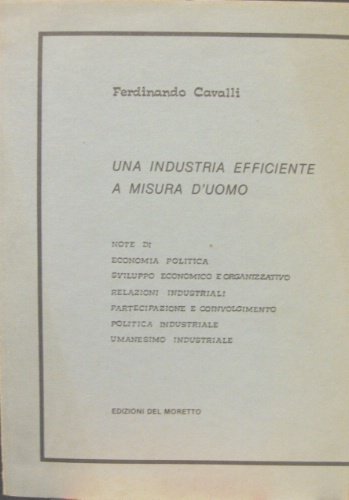 Ferdinando Cavalli
UNA INDUSTRIA EFFICIENTE
A MISURA D'UOMO
NOTE DI
ECONOMIA POLITICA
SVILUPPO ECONOMICO E ORGANIZZATIVO
RELAZIONI INDUSTRIALI
PARTECIPAZIONE E COINVOLGIMENTO
POLITICA INDUSTRIALE
UMANESIMO INDUSTRIALE
EDIZIONI DEL MORETTO